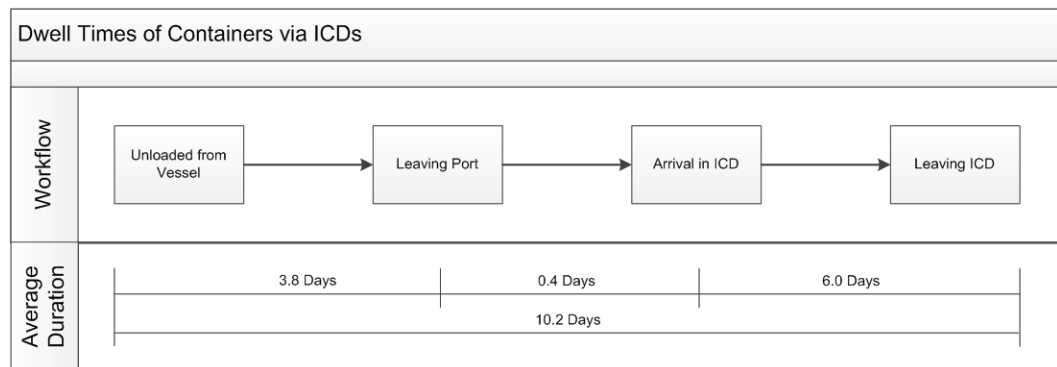 Dwell Times of Containers via ICDs
Workflow
Unloaded from
Vessel
Leaving Port
Arrival in ICD
Leaving ICD
Average
Duration
3.8 Days
0.4 Days
6.0 Days
10.2 Days